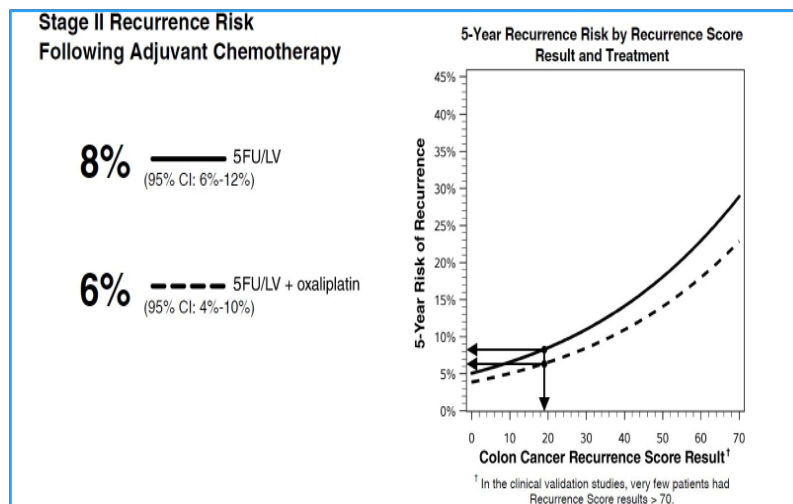 Stage II Recurrence Risk
Following Adjuvant Chemotherapy
8%
5FU/LV
(95% CI: 6%-12%)
6%
5FU/LV + oxaliplatin
(95% CI: 4%-10%)
5-Year Recurrence Risk by Recurrence Score
Result and Treatment
5-Year Risk of Recurrence
45%
40%
35%
30%
25%
20%
15%
10%
5%
0%
0 10 20 30 40 50 60 70
Colon Cancer Recurrence Score Result†
† In the clinical validation studies, very few patients had
Recurrence Score results > 70.